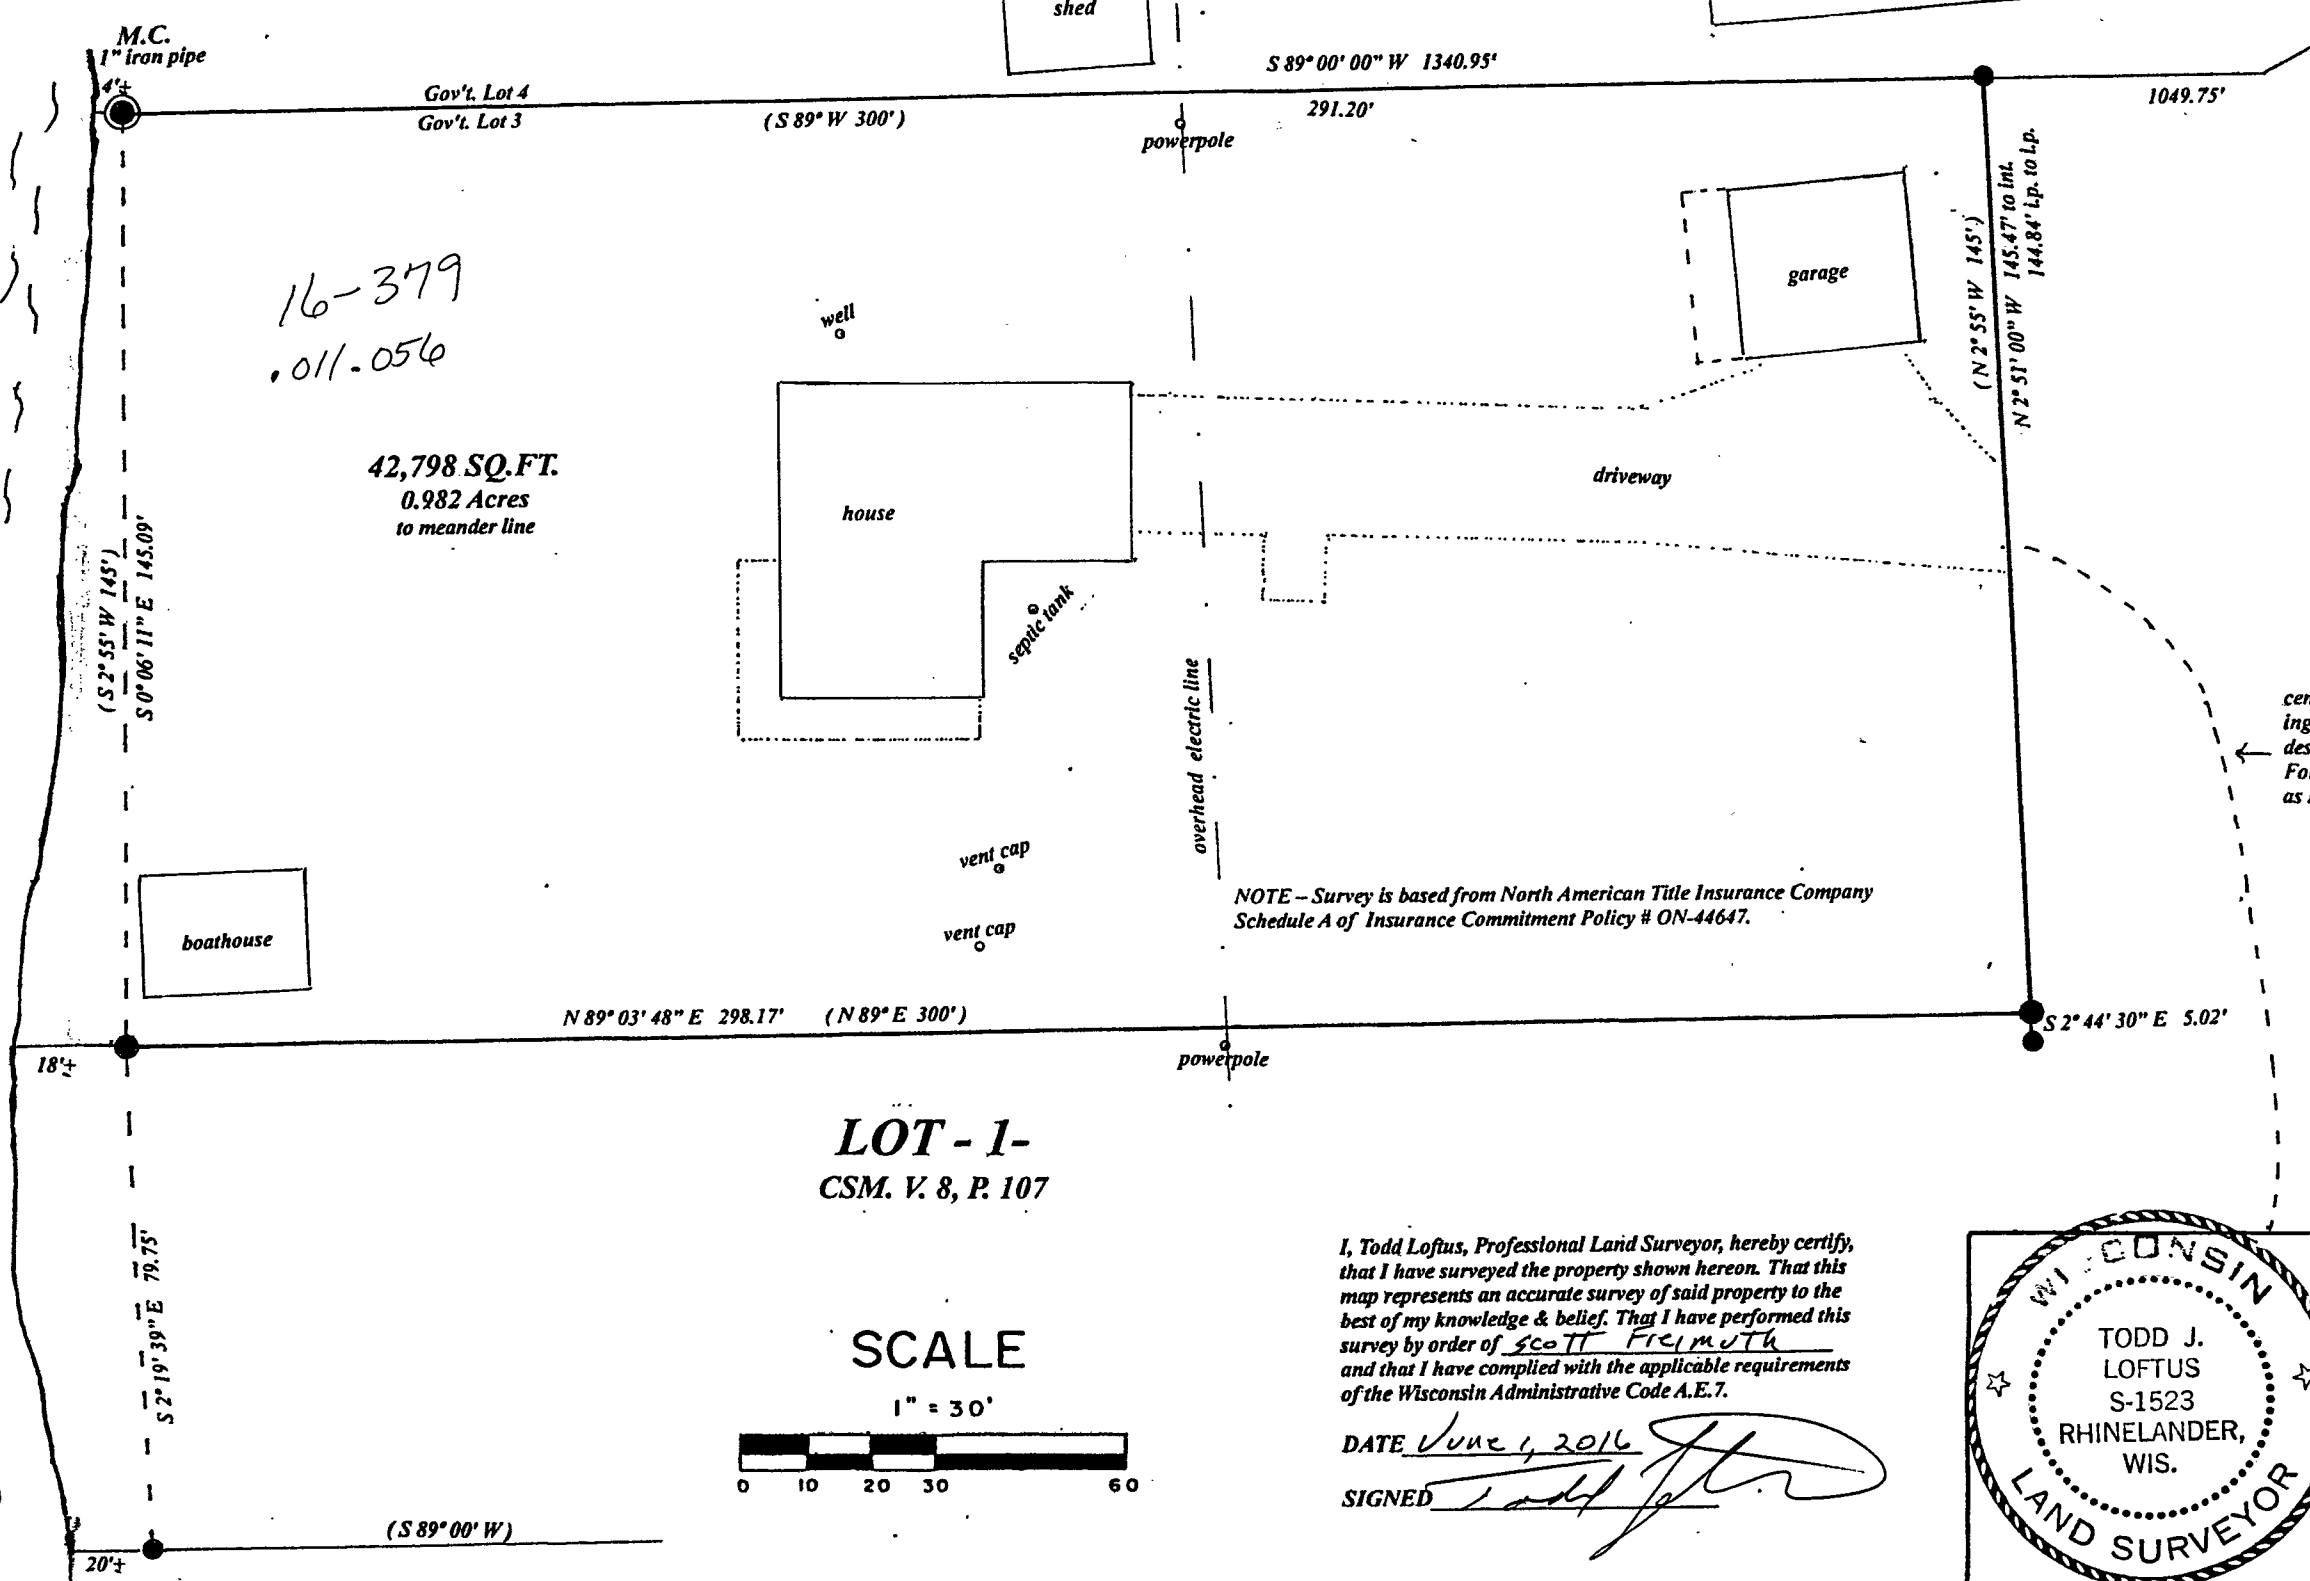 shed
M.C.
1" iron pipe
4'±
S 89° 00' 00" W 1340.95'
Gov't. Lot 4
Gov't. Lot 3
(S 89° W 300')
291.20'
1049.75'
powerpole
(N 2° 55' W 145')
N 2° 51' 00" W 145.47' to int.
144.84' i.p. to i.p.
garage
16-379
.011.056
well
42,798 SQ.FT.
0.982 Acres
to meander line
house
driveway
(S 2° 55' W 145')
S 0° 06' 11" E 145.09'
septic tank
overhead electric line
cen
ing
des
as
vent cap
vent cap
NOTE – Survey is based from North American Title Insurance Company
Schedule A of Insurance Commitment Policy # ON-44647.
boathouse
N 89° 03' 48" E 298.17' (N 89° E 300')
S 2° 44' 30" E 5.02'
18'±
powerpole
LOT - 1-
CSM. V. 8, P. 107
S 2° 19' 39" E 79.75'
SCALE
1" = 30'
0 10 20 30 60
(S 89° 00' W)
20'±
I, Todd Loftus, Professional Land Surveyor, hereby certify,
that I have surveyed the property shown hereon. That this
map represents an accurate survey of said property to the
best of my knowledge & belief. That I have performed this
survey by order of Scott Freimuth
and that I have complied with the applicable requirements
of the Wisconsin Administrative Code A.E.7.
DATE June 1, 2016
SIGNED
WISCONSIN
TODD J.
LOFTUS
S-1523
RHINELANDER,
WIS.
LAND SURVEYOR